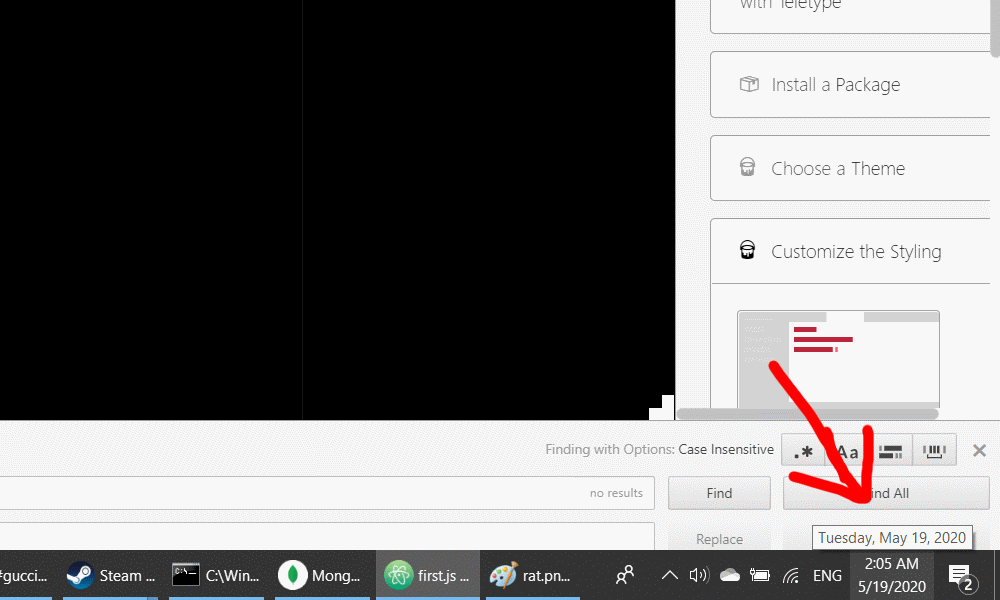 with Teletype
Install a Package
Choose a Theme
Customize the Styling
Finding with Options: Case Insensitive
.* Aa
no results
Find
Find All
Replace
Tuesday, May 19, 2020
#gucci... Steam ... C:\Win... Mong... first.js ... rat.pn... ENG 2:05 AM
5/19/2020
2